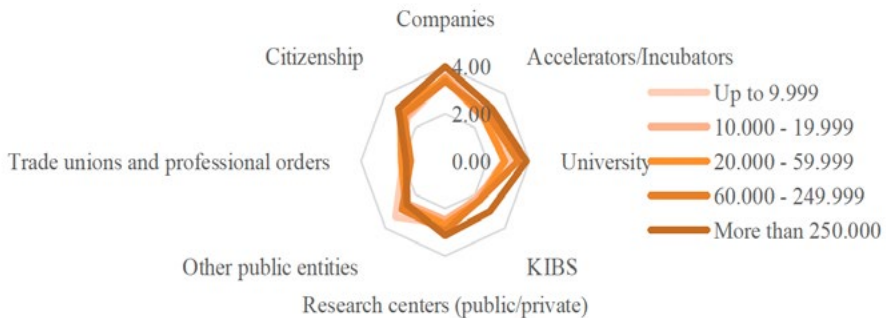 Companies
Citizenship
Accelerators/Incubators
4.00
2.00
0.00
Up to 9.999
10.000 - 19.999
20.000 - 59.999
60.000 - 249.999
More than 250.000
Trade unions and professional orders
University
Other public entities
KIBS
Research centers (public/private)